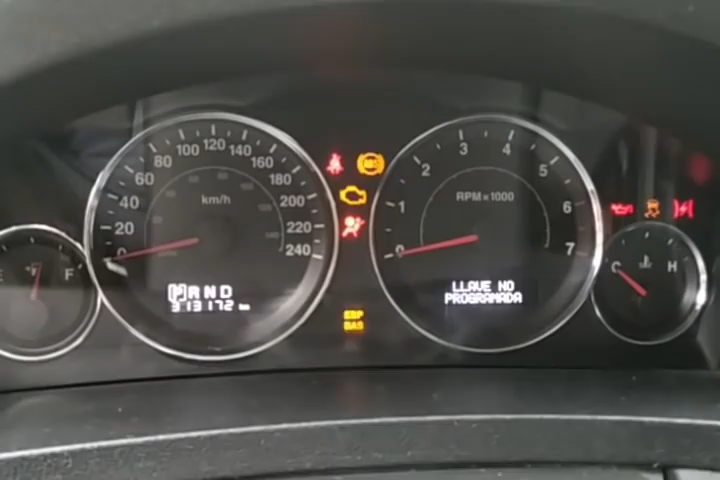 E
F
0
20
40
60
80
100
120
140
160
180
200
220
240
km/h
PRND
313172 km
ABS
ESP
BAS
0
1
2
3
4
5
6
7
RPM×1000
LLAVE NO
PROGRAMADA
C
H